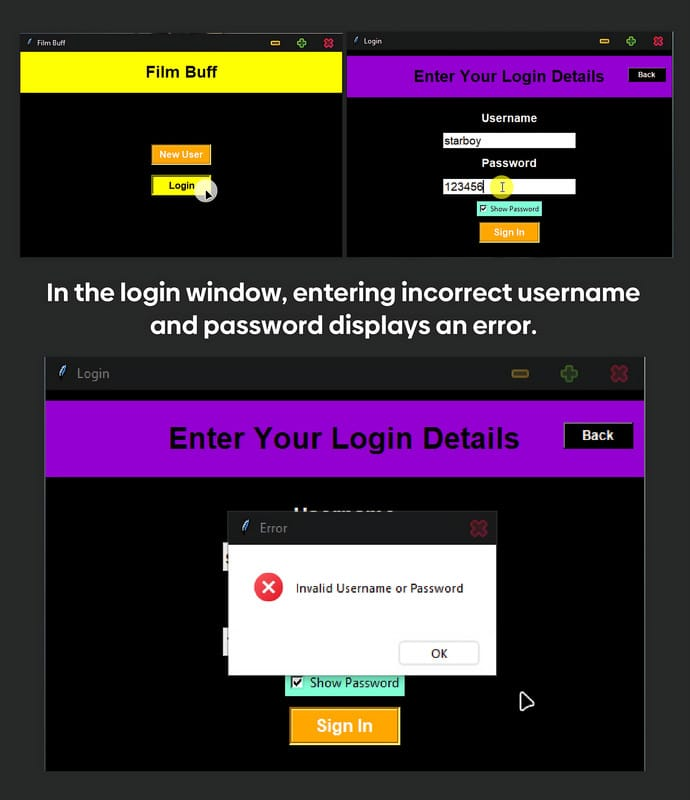 Film Buff
Film Buff
New User
Login
Login
Enter Your Login Details
Back
Username
starboy
Password
123456
Show Password
Sign In
In the login window, entering incorrect username
and password displays an error.
Login
Enter Your Login Details
Back
Username
Error
Invalid Username or Password
OK
Show Password
Sign In